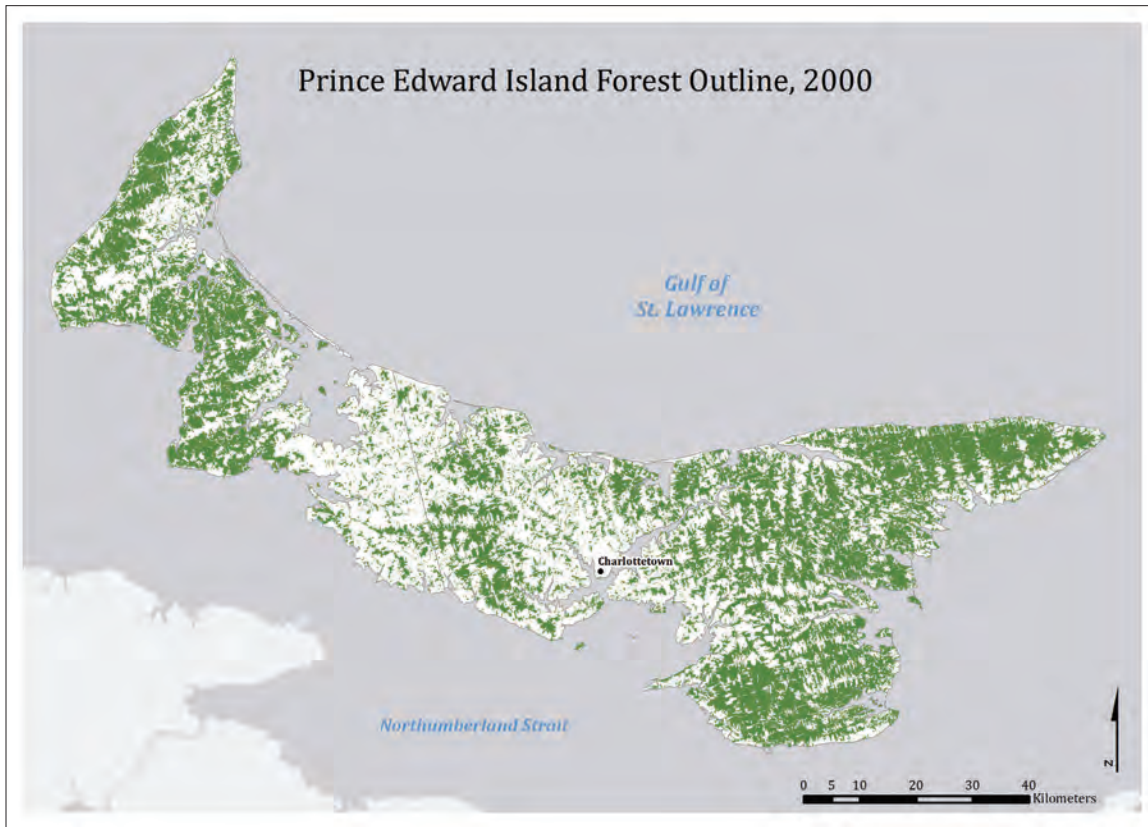 Prince Edward Island Forest Outline, 2000
Gulf of
St. Lawrence
Charlottetown
Northumberland Strait
N
0 5 10 20 30 40
Kilometers